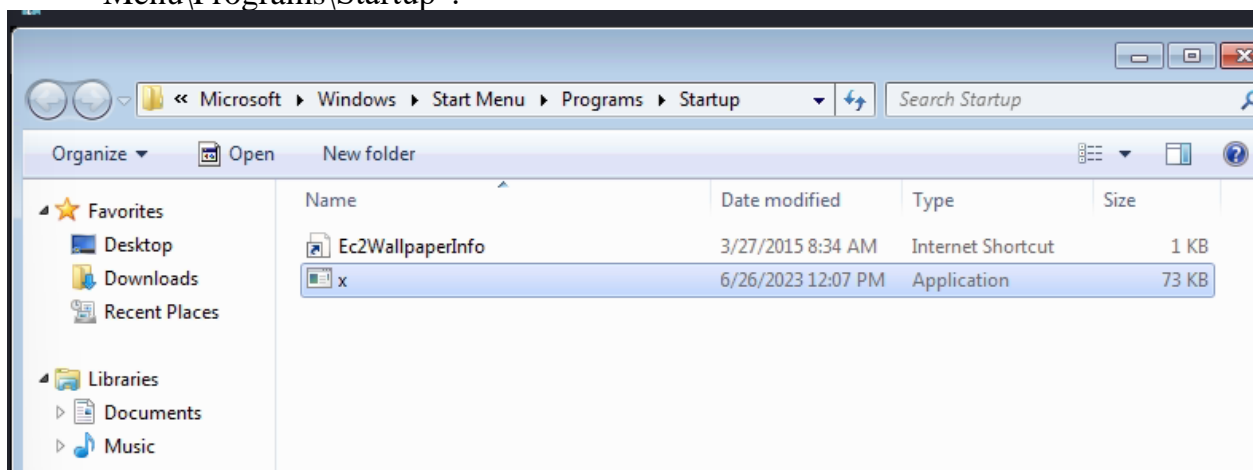 Menu\Programs\Startup".
« Microsoft Windows Start Menu Programs Startup Search Startup
Organize Open New folder
Name Date modified Type Size
Favorites
Desktop
Downloads
Recent Places
Libraries
Documents
Music
Ec2WallpaperInfo 3/27/2015 8:34 AM Internet Shortcut 1 KB
x 6/26/2023 12:07 PM Application 73 KB